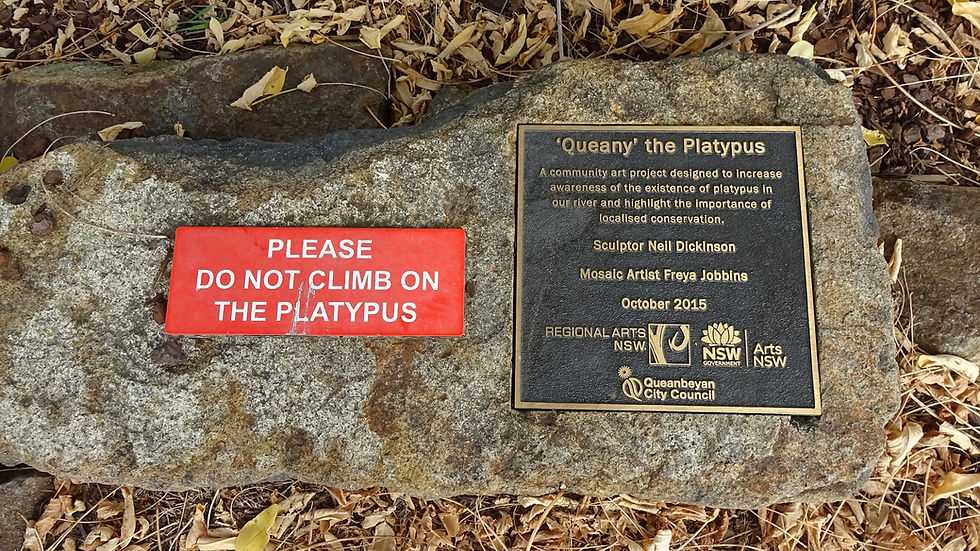 PLEASE
DO NOT CLIMB ON
THE PLATYPUS
‘Queany’ the Platypus
A community art project designed to increase
awareness of the existence of platypus in
our river and highlight the importance of
localised conservation.
Sculptor Neil Dickinson
Mosaic Artist Freya Jobbins
October 2015
REGIONAL ARTS
NSW
NSW
GOVERNMENT
Arts
NSW
Queanbeyan
City Council